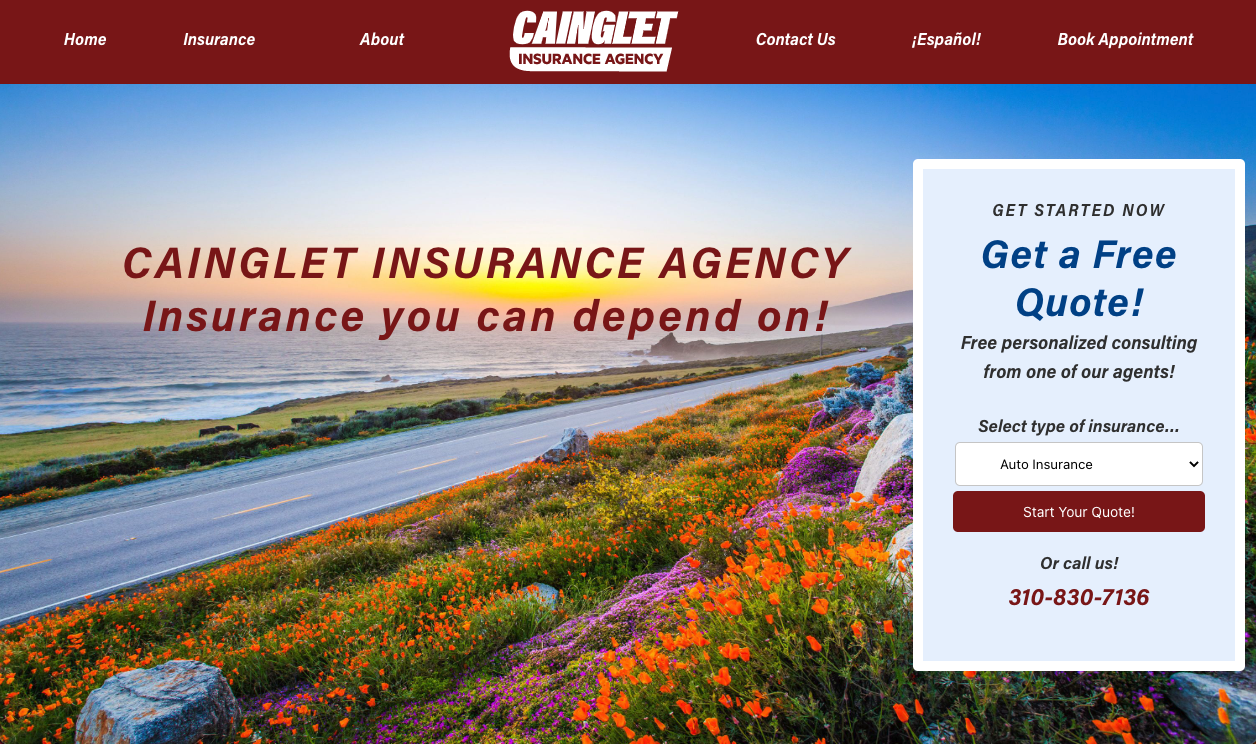 Home
Insurance
About
CAINGLET
INSURANCE AGENCY
Contact Us
¡Español!
Book Appointment
CAINGLET INSURANCE AGENCY
Insurance you can depend on!
GET STARTED NOW
Get a Free
Quote!
Free personalized consulting
from one of our agents!
Select type of insurance...
Auto Insurance
Start Your Quote!
Or call us!
310-830-7136